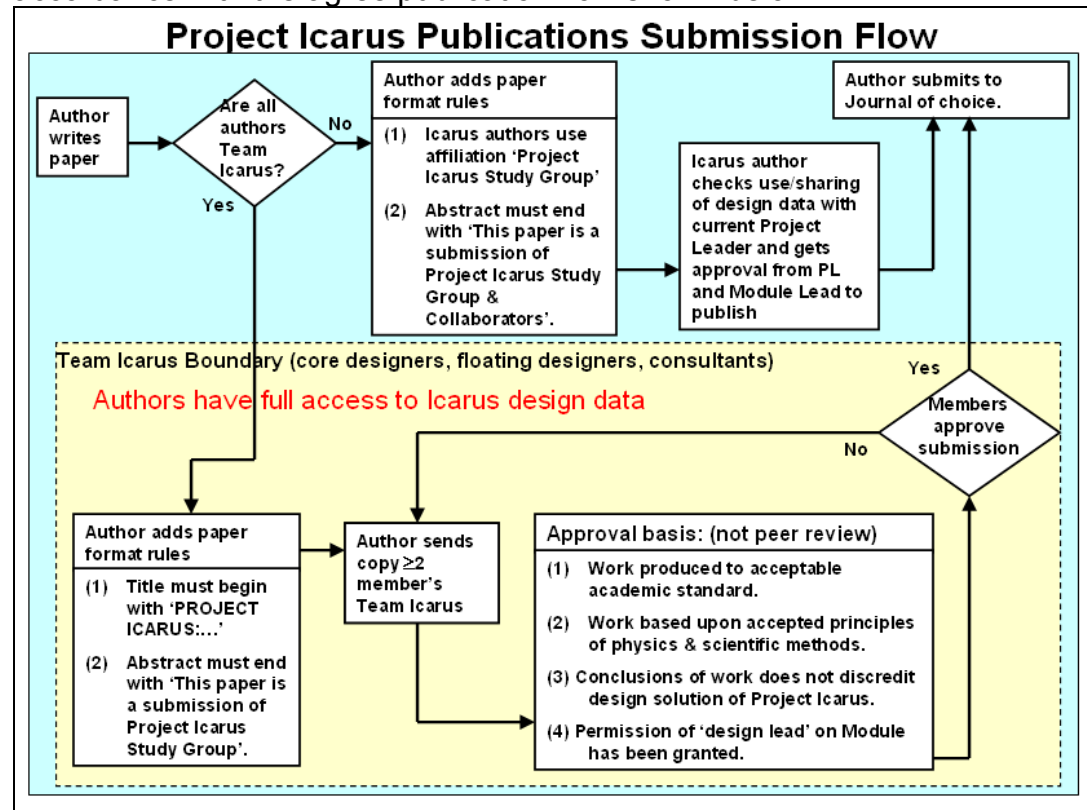 Project Icarus Publications Submission Flow
Author
writes
paper
Are all
authors
Team
Icarus?
No
Yes
Author adds paper
format rules
(1) Icarus authors use
affiliation ‘Project
Icarus Study Group’
(2) Abstract must end
with ‘This paper is a
submission of
Project Icarus Study
Group &
Collaborators’.
Icarus author
checks use/sharing
of design data with
current Project
Leader and gets
approval from PL
and Module Lead to
publish
Author submits to
Journal of choice.
Team Icarus Boundary (core designers, floating designers, consultants)
Authors have full access to Icarus design data
Yes
Members
approve
submission
No
Author adds paper
format rules
(1) Title must begin
with ‘PROJECT
ICARUS:...’
(2) Abstract must end
with ‘This paper is
a submission of
Project Icarus
Study Group’.
Author sends
copy ≥2
member’s
Team Icarus
Approval basis: (not peer review)
(1) Work produced to acceptable
academic standard.
(2) Work based upon accepted principles
of physics & scientific methods.
(3) Conclusions of work does not discredit
design solution of Project Icarus.
(4) Permission of ‘design lead’ on Module
has been granted.